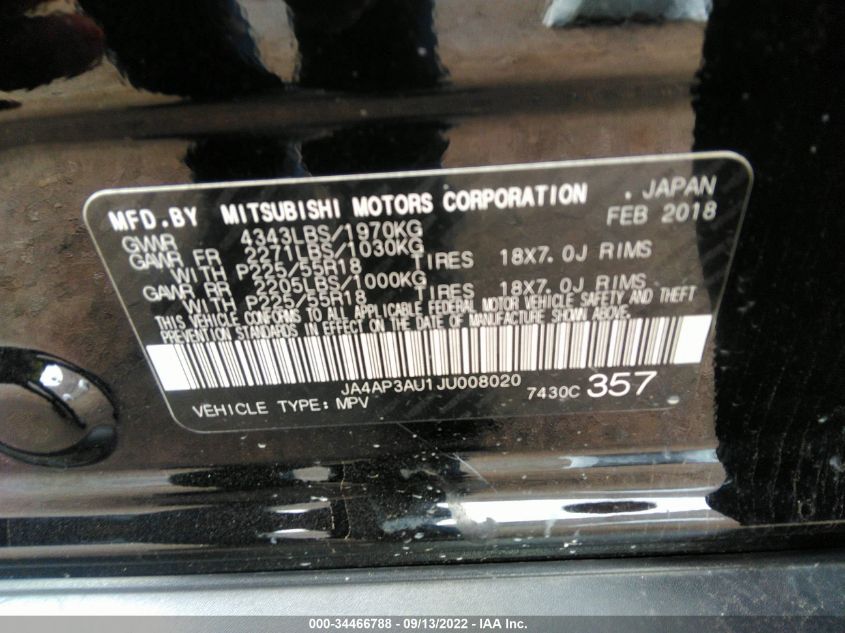 MFD.BY MITSUBISHI MOTORS CORPORATION . JAPAN
GVWR 4343LBS/1970KG FEB 2018
GAWR FR 2271LBS/1030KG
WITH P225/55R18 TIRES 18X7.0J RIMS
GAWR RR 2205LBS/1000KG
WITH P225/55R18 TIRES 18X7.0J RIMS
THIS VEHICLE CONFORMS TO ALL APPLICABLE FEDERAL MOTOR VEHICLE SAFETY AND THEFT
PREVENTION STANDARDS IN EFFECT ON THE DATE OF MANUFACTURE SHOWN ABOVE.
JA4AP3AU1JU008020
VEHICLE TYPE: MPV 7430C 357
000-34466788 - 09/13/2022 - IAA Inc.